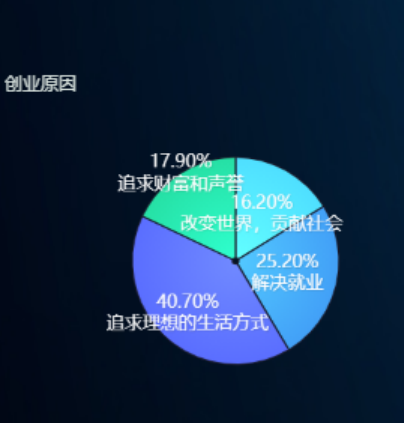 创业原因
17.90%
追求财富和声誉
16.20%
改变世界，贡献社会
25.20%
解决就业
40.70%
追求理想的生活方式